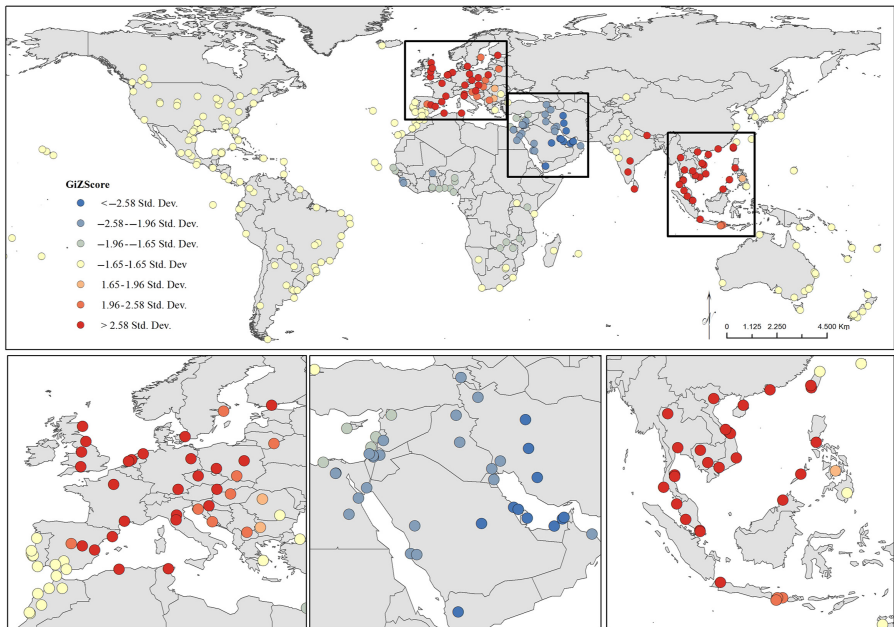 GiZScore
<−2.58 Std. Dev.
−2.58-−1.96 Std. Dev.
−1.96-−1.65 Std. Dev.
−1.65-1.65 Std. Dev
1.65-1.96 Std. Dev.
1.96-2.58 Std. Dev.
> 2.58 Std. Dev.
0 1.125 2.250 4.500 Km